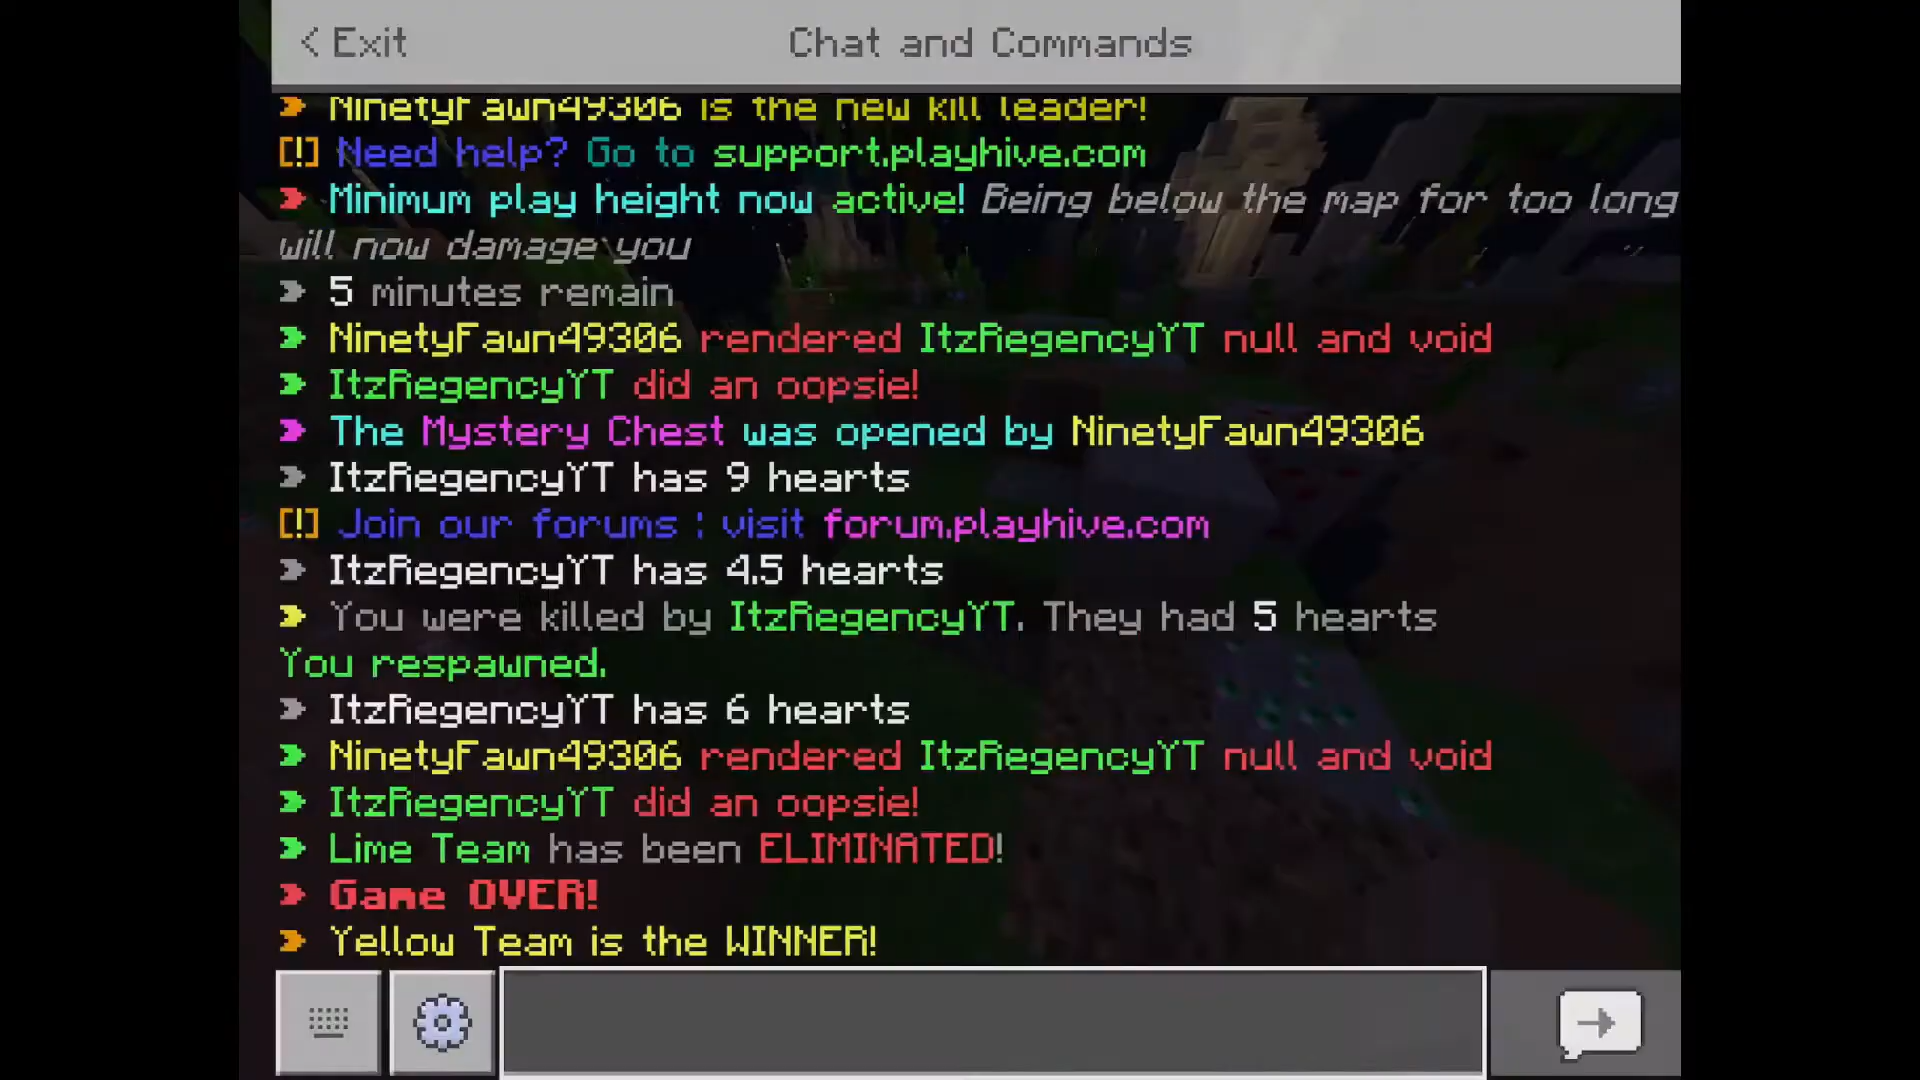 < Exit
Chat and Commands
NinetyFawn49306 is the new kill leader!
[!] Need help? Go to support.playhive.com
Minimum play height now active! Being below the map for too long
will now damage you
5 minutes remain
NinetyFawn49306 rendered ItzRegencyYT null and void
ItzRegencyYT did an oopsie!
The Mystery Chest was opened by NinetyFawn49306
ItzRegencyYT has 9 hearts
[!] Join our forums : visit forum.playhive.com
ItzRegencyYT has 4.5 hearts
You were killed by ItzRegencyYT. They had 5 hearts
You respawned.
ItzRegencyYT has 6 hearts
NinetyFawn49306 rendered ItzRegencyYT null and void
ItzRegencyYT did an oopsie!
Lime Team has been ELIMINATED!
Game OVER!
Yellow Team is the WINNER!